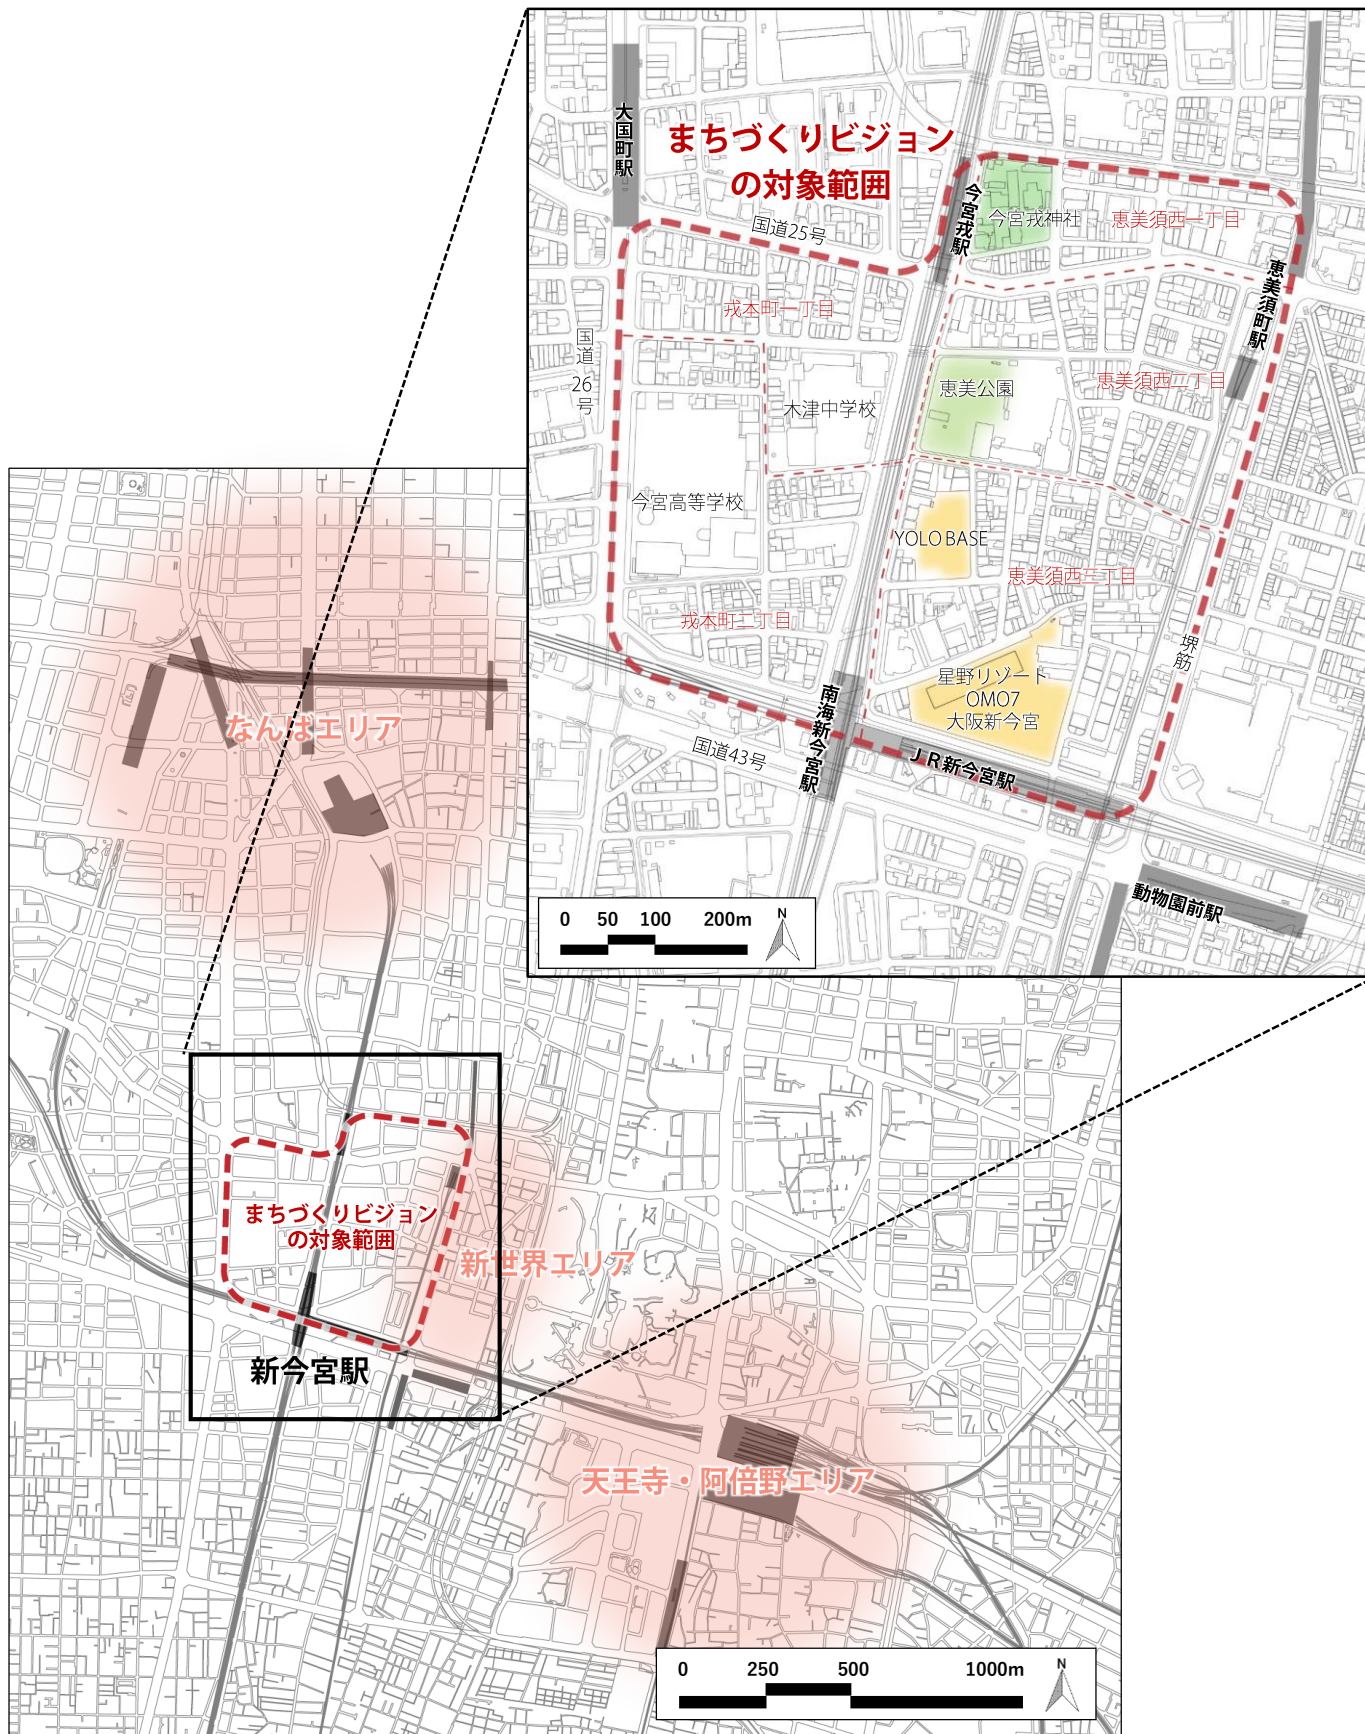 大国町駅
まちづくりビジョン
の対象範囲
国道25号
今宮戎駅
今宮戎神社
恵美須西一丁目
恵美須町駅
戎本町一丁目
国道26号
恵美公園
恵美須西二丁目
木津中学校
今宮高等学校
YOLO BASE
恵美須西三丁目
戎本町二丁目
堺筋
星野リゾート
OMO7
大阪新今宮
南海新今宮駅
国道43号
JR新今宮駅
動物園前駅
0 50 100 200m
N
なんばエリア
まちづくりビジョン
の対象範囲
新世界エリア
新今宮駅
天王寺・阿倍野エリア
0 250 500 1000m
N